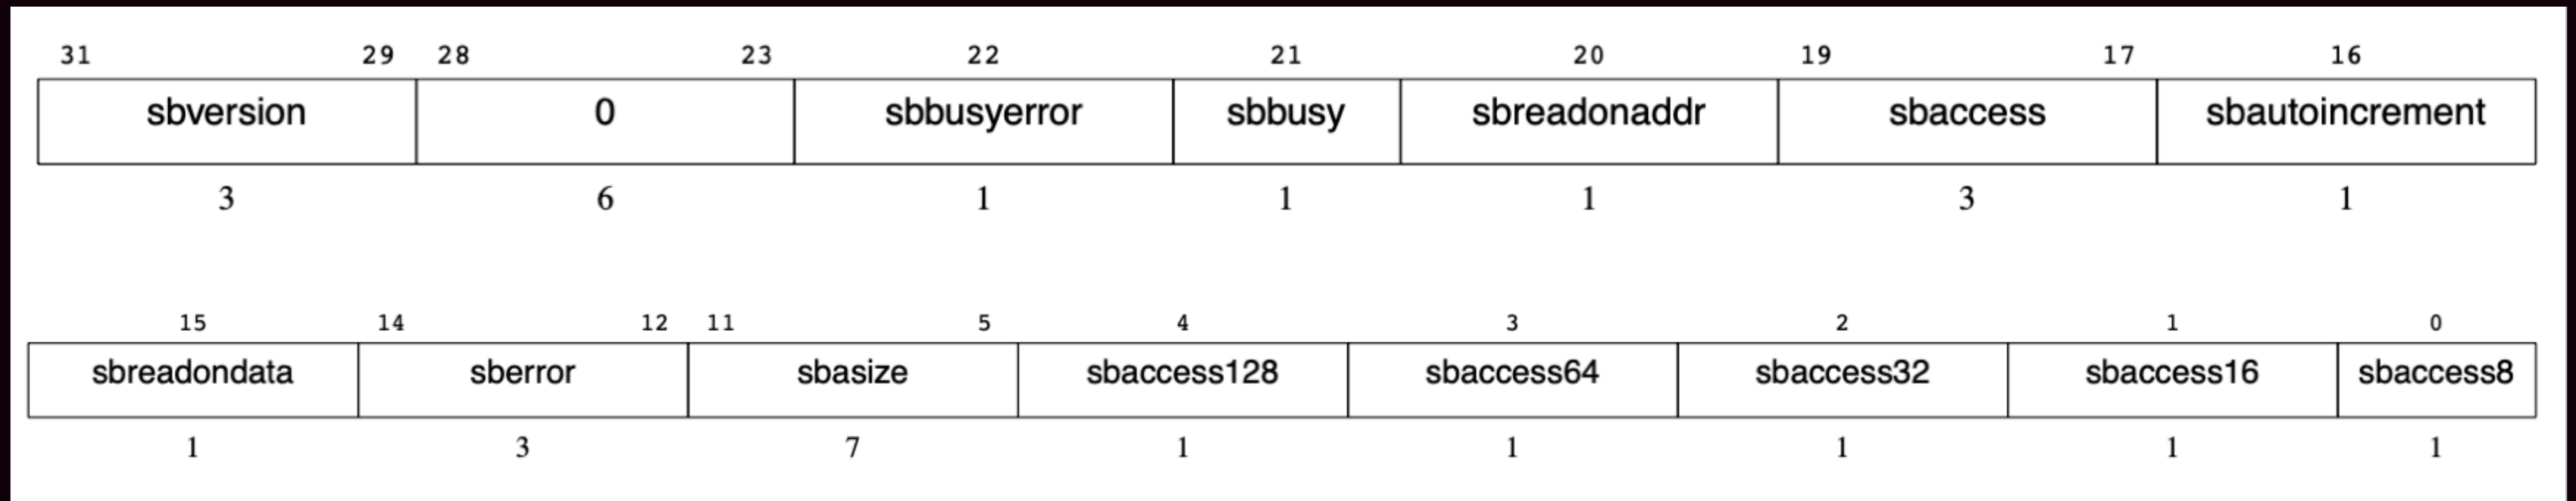 31 29 28 23 22 21 20 19 17 16
sbversion 0 sbbusyerror sbbusy sbreadonaddr sbaccess sbautoincrement
3 6 1 1 1 3 1
15 14 12 11 5 4 3 2 1 0
sbreadondata sberror sbasize sbaccess128 sbaccess64 sbaccess32 sbaccess16 sbaccess8
1 3 7 1 1 1 1 1